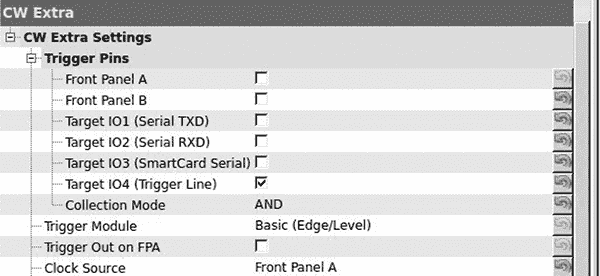 CW Extra
CW Extra Settings
Trigger Pins
Front Panel A
Front Panel B
Target IO1 (Serial TXD)
Target IO2 (Serial RXD)
Target IO3 (SmartCard Serial)
Target IO4 (Trigger Line)
Collection Mode AND
Trigger Module Basic (Edge/Level)
Trigger Out on FPA
Clock Source Front Panel A